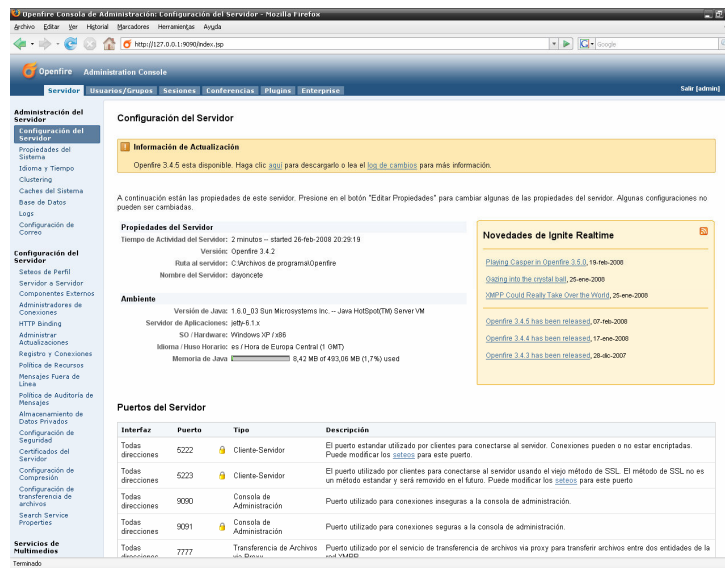 Openfire Consola de Administración: Configuración del Servidor - Mozilla Firefox
Archivo Editar Ver Historial Marcadores Herramientas Ayuda
http://127.0.0.1:9090/index.jsp
Google
Openfire Administration Console
Servidor Usuarios/Grupos Sesiones Conferencias Plugins Enterprise
Salir [admin]
Administración del
Servidor
Configuración del
Servidor
Propiedades del
Sistema
Idioma y Tiempo
Clustering
Caches del Sistema
Base de Datos
Logs
Configuración de
Correo
Configuración del
Servidor
Seteos de Perfil
Servidor a Servidor
Componentes Externos
Administradores de
Conexiones
HTTP Binding
Administrar
Actualizaciones
Registro y Conexiones
Política de Recursos
Mensajes Fuera de
Línea
Política de Auditoría de
Mensajes
Almacenamiento de
Datos Privados
Configuración de
Seguridad
Certificados del
Servidor
Configuración de
Compresión
Configuración de
transferencia de
archivos
Search Service
Properties
Servicios de
Multimedios
Configuración del Servidor
Información de Actualización
Openfire 3.4.5 esta disponible. Haga clic aquí para descargarlo o lea el log de cambios para más información.
A continuación están las propiedades de este servidor. Presione en el botón "Editar Propiedades" para cambiar algunas de las propiedades del servidor. Algunas configuraciones no
pueden ser cambiadas.
Propiedades del Servidor
Tiempo de Actividad del Servidor: 2 minutos -- started 26-feb-2008 20:29:19
Versión: Openfire 3.4.2
Ruta al servidor: C:\Archivos de programa\Openfire
Nombre del Servidor: dayoncete
Ambiente
Versión de Java: 1.6.0_03 Sun Microsystems Inc. -- Java HotSpot(TM) Server VM
Servidor de Aplicaciones: jetty-6.1.x
SO / Hardware: Windows XP / x86
Idioma / Huso Horario: es / Hora de Europa Central (1 GMT)
Memoria de Java 8,42 MB of 493,06 MB (1,7%) used
Novedades de Ignite Realtime
Playing Casper in Openfire 3.5.0, 19-feb-2008
Gazing into the crystal ball, 25-ene-2008
XMPP Could Really Take Over the World, 25-ene-2008
Openfire 3.4.5 has been released, 07-feb-2008
Openfire 3.4.4 has been released, 17-ene-2008
Openfire 3.4.3 has been released, 28-dic-2007
Puertos del Servidor
Interfaz Puerto Tipo Descripción
Todas
direcciones
5222 Cliente-Servidor
El puerto estandar utilizado por clientes para conectarse al servidor. Conexiones pueden o no estar encriptadas.
Puede modificar los seteos para este puerto.
Todas
direcciones
5223 Cliente-Servidor
El puerto utilizado por clientes para conectarse al servidor usando el viejo método de SSL. El método de SSL no es
un método estandar y será removido en el futuro. Puede modificar los seteos para este puerto
Todas
direcciones
9090
Consola de
Administración
Puerto utilizado para conexiones inseguras a la consola de administración.
Todas
direcciones
9091
Consola de
Administración
Puerto utilizado para conexiones seguras a la consola de administración.
Todas
direcciones
7777
Transferencia de Archivos
via Proxy
Puerto utilizado por el servicio de transferencia de archivos via proxy para transferir archivos entre dos entidades de la
red XMPP.
Terminado